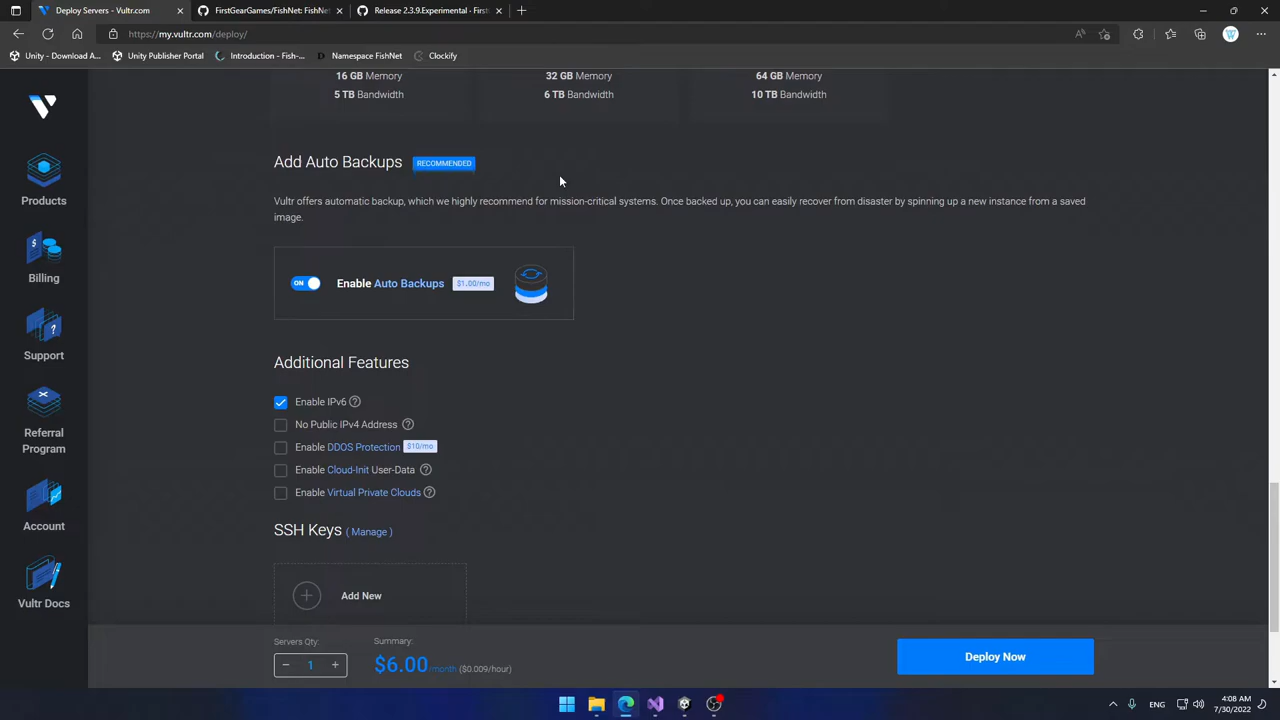 Deploy Servers - Vultr.com
FirstGearGames/FishNet: FishNet
Release 2.3.9.Experimental - First
https://my.vultr.com/deploy/
Unity - Download A...
Unity Publisher Portal
Introduction - Fish-...
Namespace FishNet
Clockify
16 GB Memory
32 GB Memory
64 GB Memory
5 TB Bandwidth
6 TB Bandwidth
10 TB Bandwidth
Products
Billing
Support
Referral
Program
Account
Vultr Docs
Add Auto Backups
RECOMMENDED
Vultr offers automatic backup, which we highly recommend for mission-critical systems. Once backed up, you can easily recover from disaster by spinning up a new instance from a saved
image.
ON
Enable Auto Backups
$1.00/mo
Additional Features
Enable IPv6
No Public IPv4 Address
Enable DDOS Protection
$10/mo
Enable Cloud-Init User-Data
Enable Virtual Private Clouds
SSH Keys ( Manage )
Add New
Servers Qty:
Summary:
1
$6.00/month ($0.009/hour)
Deploy Now
ENG
4:08 AM
7/30/2022